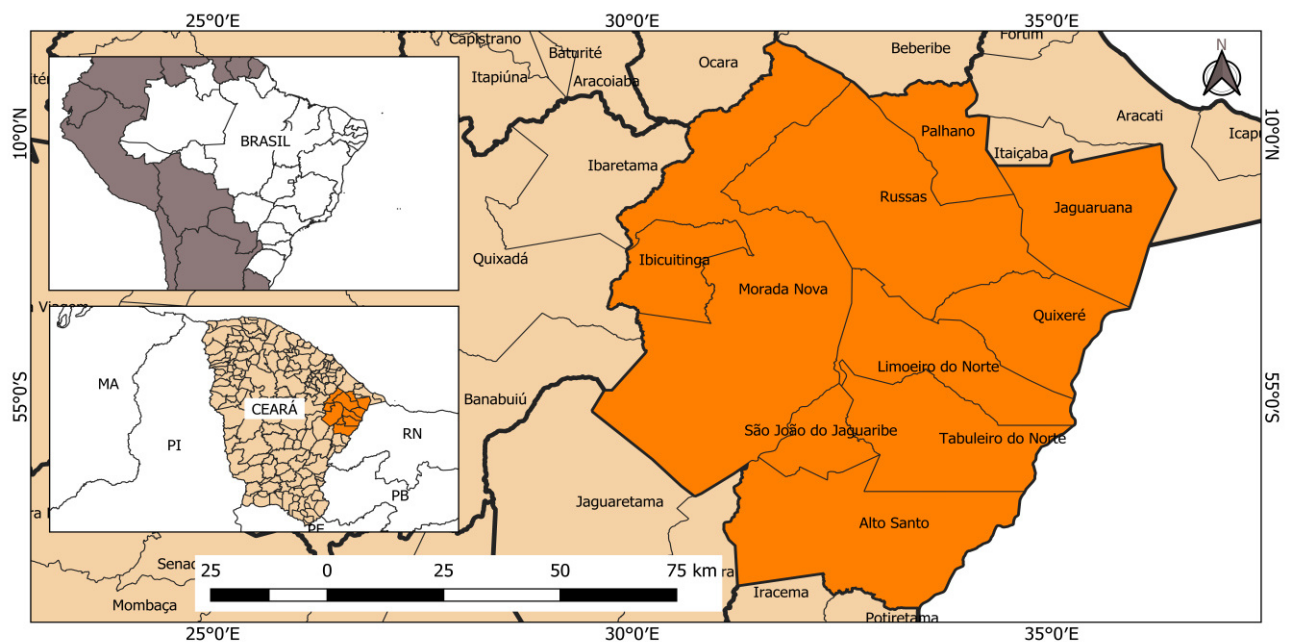 25°0′E 30°0′E 35°0′E
Capistrano
Baturité
Itapiúna
Aracoiaba
Ocara
Beberibe
Fortim
N
Aracati
Palhano
Itaiçaba
Ibaretama
10°0′N
10°0′N
BRASIL
Russas
Jaguaruana
Quixadá
Ibicuitinga
Morada Nova
Quixeré
Limoeiro do Norte
MA
CEARÁ
PI
RN
PB
PE
Banabuiú
55°0′S
55°0′S
São João do Jaguaribe
Tabuleiro do Norte
Jaguaretama
Alto Santo
25 0 25 50 75 km
Mombaça
Iracema
Potiretama
25°0′E 30°0′E 35°0′E